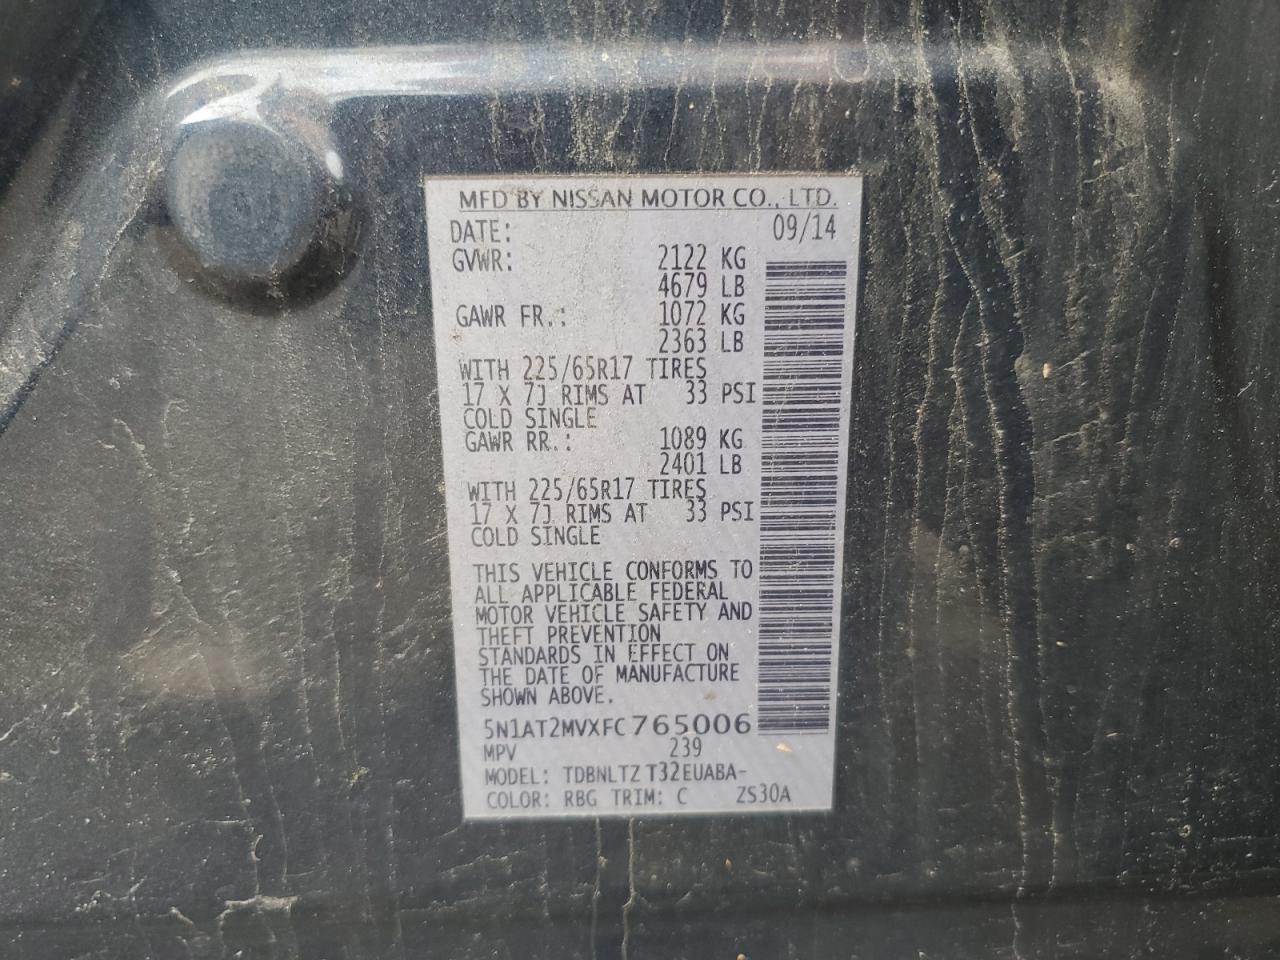 MFD BY NISSAN MOTOR CO., LTD.
DATE: 09/14
GVWR: 2122 KG
4679 LB
GAWR FR.: 1072 KG
2363 LB
WITH 225/65R17 TIRES
17 X 7J RIMS AT 33 PSI
COLD SINGLE
GAWR RR.: 1089 KG
2401 LB
WITH 225/65R17 TIRES
17 X 7J RIMS AT 33 PSI
COLD SINGLE
THIS VEHICLE CONFORMS TO
ALL APPLICABLE FEDERAL
MOTOR VEHICLE SAFETY AND
THEFT PREVENTION
STANDARDS IN EFFECT ON
THE DATE OF MANUFACTURE
SHOWN ABOVE.
5N1AT2MVXFC765006
MPV 239
MODEL: TDBNLTZ T32EUABA-
COLOR: RBG TRIM: C ZS30A